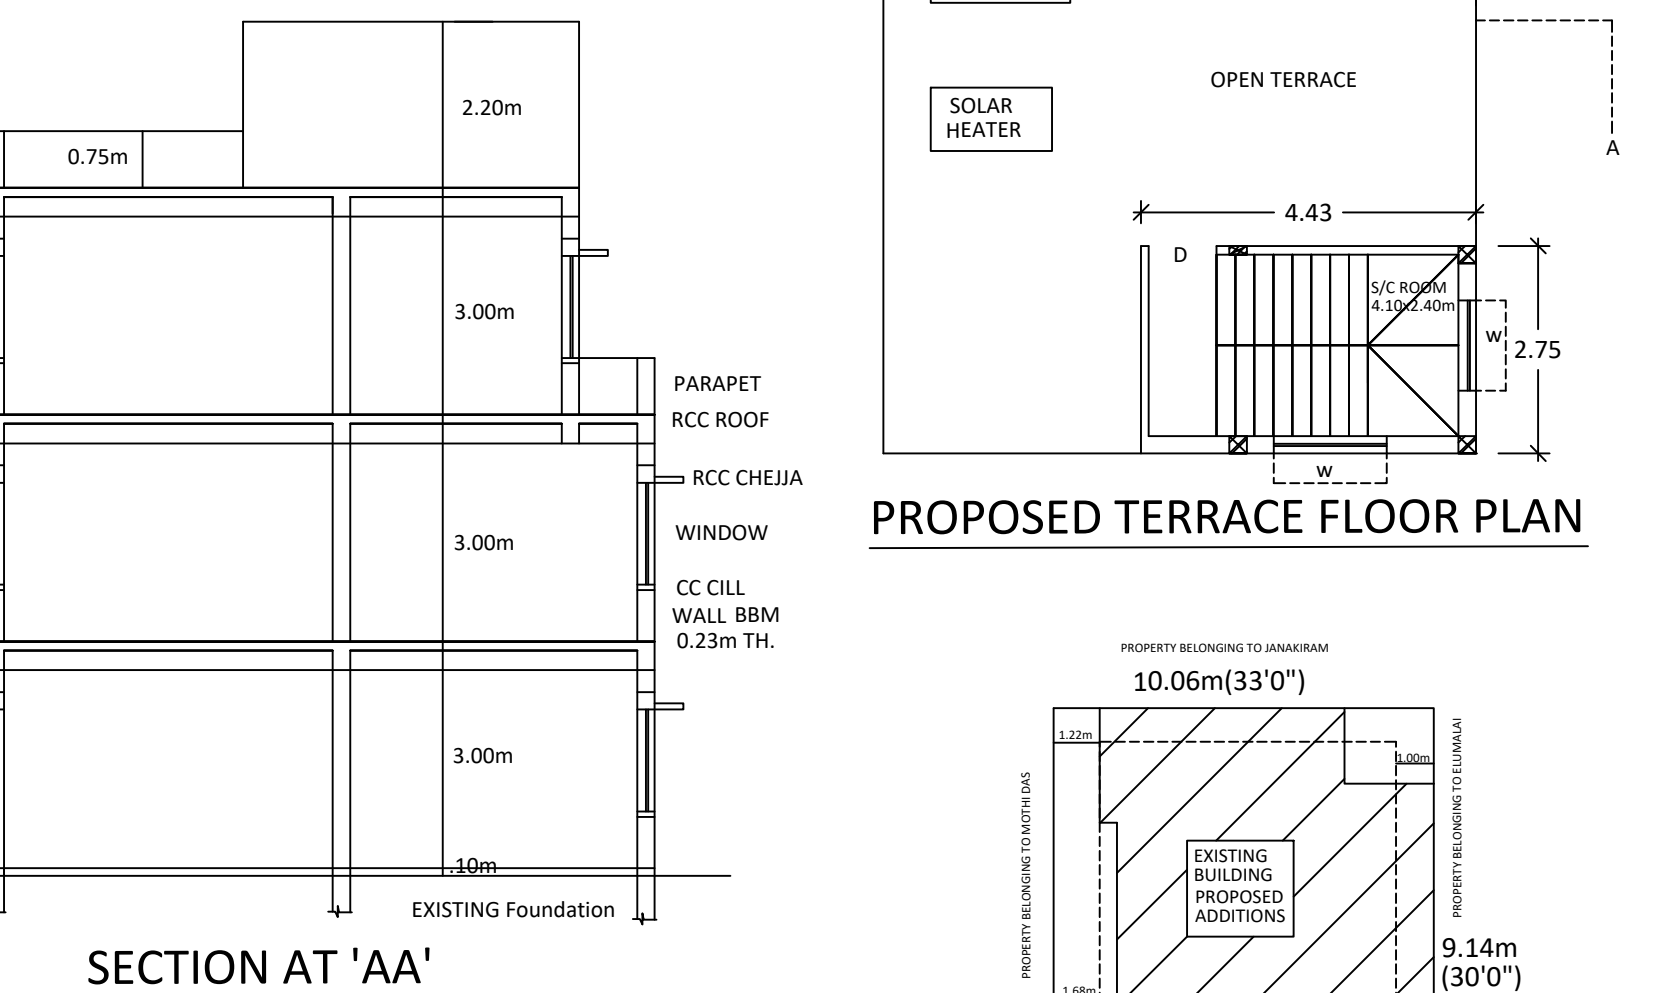 2.20m
0.75m
3.00m
PARAPET
RCC ROOF
RCC CHEJJA
3.00m
WINDOW
CC CILL
WALL BBM
0.23m TH.
3.00m
.10m
EXISTING Foundation
SECTION AT 'AA'
OPEN TERRACE
SOLAR
HEATER
A
4.43
D
S/C ROOM
4.10x2.40m
W
2.75
W
PROPOSED TERRACE FLOOR PLAN
PROPERTY BELONGING TO JANAKIRAM
10.06m(33'0")
1.22m
1.00m
PROPERTY BELONGING TO MOTHI DAS
PROPERTY BELONGING TO ELUMALAI
EXISTING
BUILDING
PROPOSED
ADDITIONS
9.14m
(30'0")
1.68m